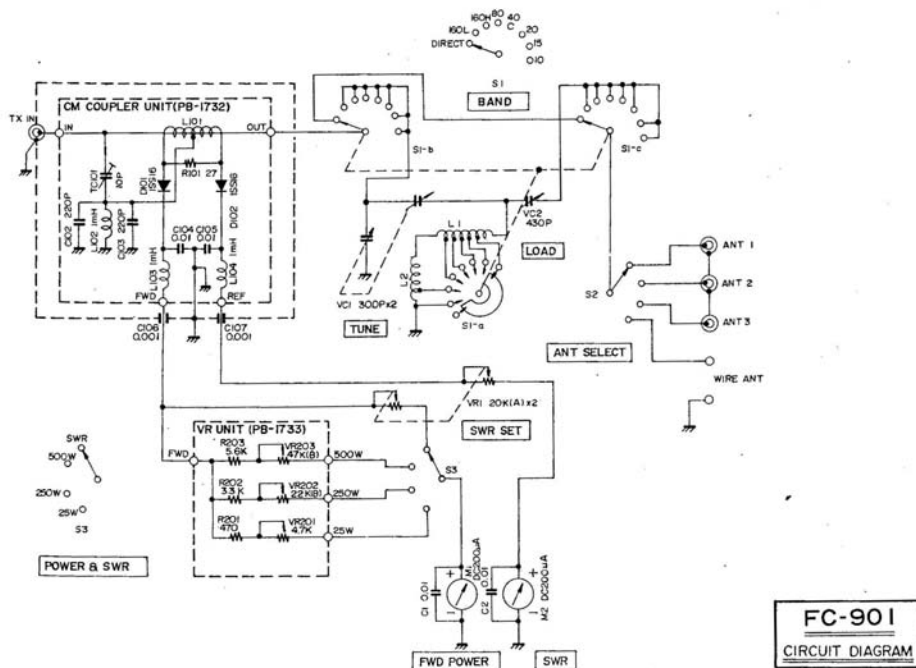 160L
160H
80
40
C
20
15
10
DIRECT
S1
BAND
TX IN
CM COUPLER UNIT(PB-1732)
IN
L101
OUT
R101 27
TC101
10P
D101
1SS16
D102
1SS16
C102
220P
L102 1mH
C103
220P
C104
0.01
C105
0.01
L103 1mH
L104 1mH
FWD
REF
C106
0.001
C107
0.001
S1-b
S1-c
VC2
430P
LOAD
L1
L2
S1-a
VC1 300P×2
TUNE
S2
ANT 1
ANT 2
ANT 3
ANT SELECT
WIRE ANT
VR1 20K(A)×2
SWR SET
VR UNIT (PB-1733)
FWD
R203
5.6K
VR203
47K(B)
500W
R202
3.3K
VR202
22K(B)
250W
R201
470
VR201
4.7K
25W
S3
SWR
500W
250W
25W
S3
POWER & SWR
C1 0.01
M1
DC200μA
C2 0.01
M2 DC200μA
FWD POWER
SWR
FC-901
CIRCUIT DIAGRAM